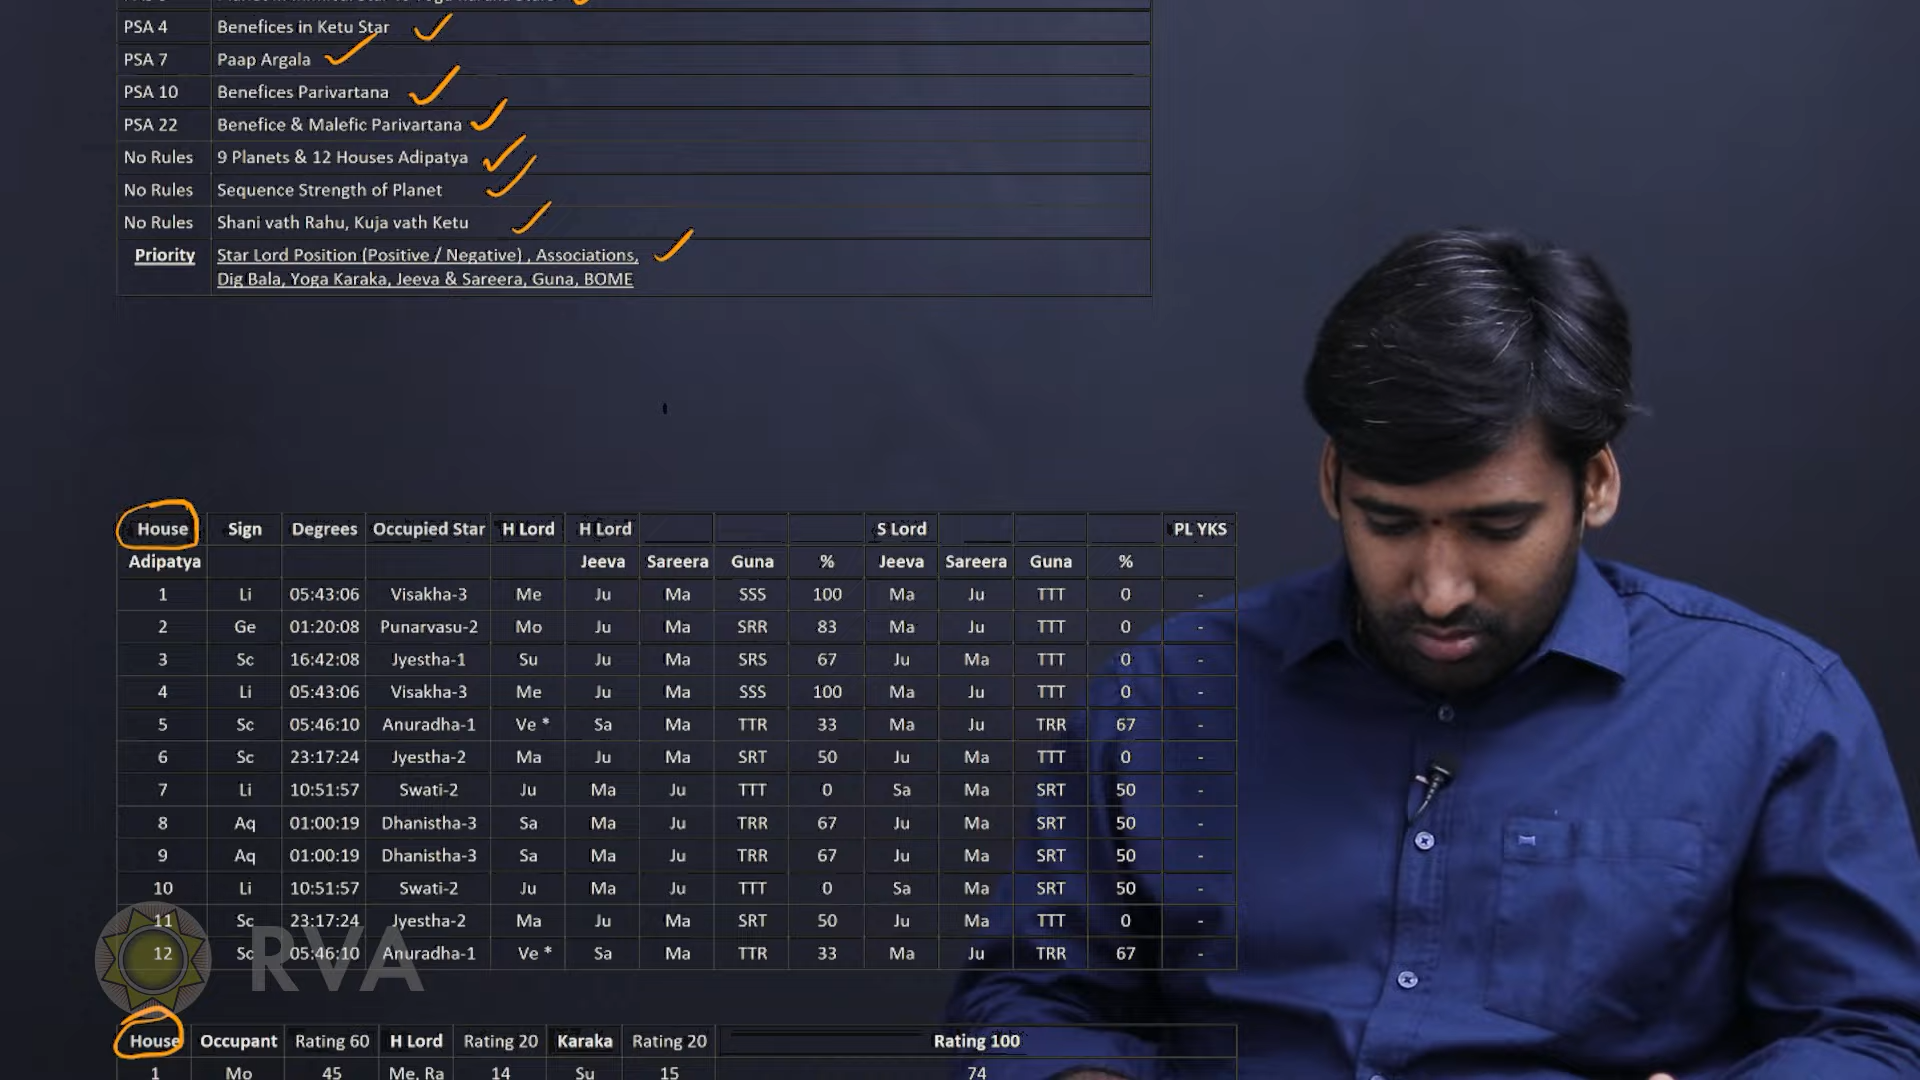 PSA 4 Benefices in Ketu Star
PSA 7 Paap Argala
PSA 10 Benefices Parivartana
PSA 22 Benefice & Malefic Parivartana
No Rules 9 Planets & 12 Houses Adipatya
No Rules Sequence Strength of Planet
No Rules Shani vath Rahu, Kuja vath Ketu
Priority Star Lord Position (Positive / Negative) , Associations,
Dig Bala, Yoga Karaka, Jeeva & Sareera, Guna, BOME
House Sign Degrees Occupied Star H Lord H Lord S Lord PL YKS
Adipatya Jeeva Sareera Guna % Jeeva Sareera Guna %
1 Li 05:43:06 Visakha-3 Me Ju Ma SSS 100 Ma Ju TTT 0 -
2 Ge 01:20:08 Punarvasu-2 Mo Ju Ma SRR 83 Ma Ju TTT 0 -
3 Sc 16:42:08 Jyestha-1 Su Ju Ma SRS 67 Ju Ma TTT 0 -
4 Li 05:43:06 Visakha-3 Me Ju Ma SSS 100 Ma Ju TTT 0 -
5 Sc 05:46:10 Anuradha-1 Ve * Sa Ma TTR 33 Ma Ju TRR 67 -
6 Sc 23:17:24 Jyestha-2 Ma Ju Ma SRT 50 Ju Ma TTT 0 -
7 Li 10:51:57 Swati-2 Ju Ma Ju TTT 0 Sa Ma SRT 50 -
8 Aq 01:00:19 Dhanistha-3 Sa Ma Ju TRR 67 Ju Ma SRT 50 -
9 Aq 01:00:19 Dhanistha-3 Sa Ma Ju TRR 67 Ju Ma SRT 50 -
10 Li 10:51:57 Swati-2 Ju Ma Ju TTT 0 Sa Ma SRT 50 -
11 Sc 23:17:24 Jyestha-2 Ma Ju Ma SRT 50 Ju Ma TTT 0 -
12 Sc 05:46:10 Anuradha-1 Ve * Sa Ma TTR 33 Ma Ju TRR 67 -
RVA
House Occupant Rating 60 H Lord Rating 20 Karaka Rating 20 Rating 100
1 Mo 45 Me, Ra 14 Su 15 74